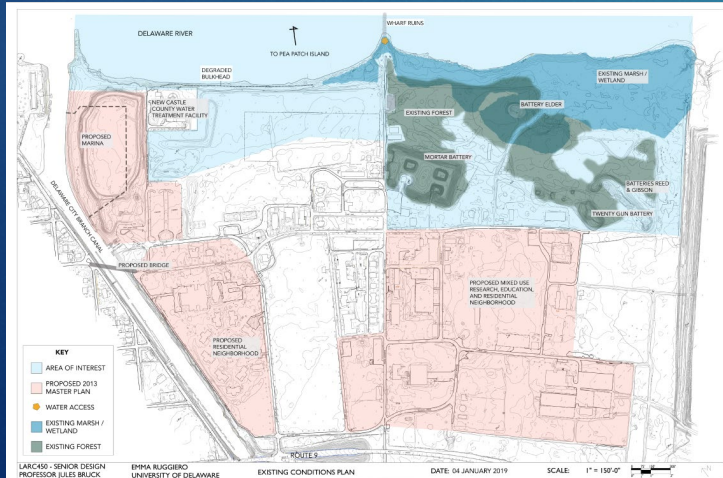 WHARF RUINS
DELAWARE RIVER
TO PEA PATCH ISLAND
DEGRADED
BULKHEAD
EXISTING MARSH /
WETLAND
NEW CASTLE
COUNTY WATER
TREATMENT FACILITY
BATTERY ELDER
EXISTING FOREST
PROPOSED
MARINA
MORTAR BATTERY
BATTERIES REED
& GIBSON
TWENTY GUN BATTERY
DELAWARE CITY BRANCH CANAL
PROPOSED BRIDGE
PROPOSED MIXED USE
RESEARCH, EDUCATION,
AND RESIDENTIAL
NEIGHBORHOOD
PROPOSED
RESIDENTIAL
NEIGHBORHOOD
KEY
AREA OF INTEREST
PROPOSED 2013
MASTER PLAN
WATER ACCESS
EXISTING MARSH /
WETLAND
EXISTING FOREST
ROUTE 9
LARC450 - SENIOR DESIGN
PROFESSOR JULES BRUCK
EMMA RUGGIERO
UNIVERSITY OF DELAWARE
EXISTING CONDITIONS PLAN
DATE: 04 JANUARY 2019
SCALE: 1" = 150'-0"